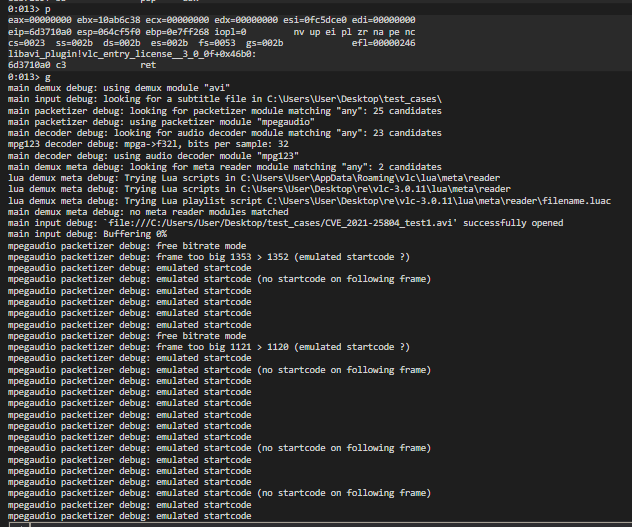 0:013> p
eax=00000000 ebx=10ab6c38 ecx=00000000 edx=00000000 esi=0fc5dce0 edi=00000000
eip=6d3710a0 esp=064cf5f0 ebp=0e7ff268 iopl=0 nv up ei pl zr na pe nc
cs=0023 ss=002b ds=002b es=002b fs=0053 gs=002b efl=00000246
libavi_plugin!vlc_entry_license__3_0_0f+0x46b0:
6d3710a0 c3 ret
0:013> g
main demux debug: using demux module "avi"
main input debug: looking for a subtitle file in C:\Users\User\Desktop\test_cases\
main packetizer debug: looking for packetizer module matching "any": 25 candidates
main packetizer debug: using packetizer module "mpegaudio"
main decoder debug: looking for audio decoder module matching "any": 23 candidates
mpg123 decoder debug: mpga->f32l, bits per sample: 32
main decoder debug: using audio decoder module "mpg123"
main demux meta debug: looking for meta reader module matching "any": 2 candidates
lua demux meta debug: Trying Lua scripts in C:\Users\User\AppData\Roaming\vlc\lua\meta\reader
lua demux meta debug: Trying Lua scripts in C:\Users\User\Desktop\re\vlc-3.0.11\lua\meta\reader
lua demux meta debug: Trying Lua playlist script C:\Users\User\Desktop\re\vlc-3.0.11\lua\meta\reader\filename.luac
main demux meta debug: no meta reader modules matched
main input debug: `file:///C:/Users/User/Desktop/test_cases/CVE_2021-25804_test1.avi' successfully opened
main input debug: Buffering 0%
mpegaudio packetizer debug: free bitrate mode
mpegaudio packetizer debug: frame too big 1353 > 1352 (emulated startcode ?)
mpegaudio packetizer debug: emulated startcode
mpegaudio packetizer debug: emulated startcode (no startcode on following frame)
mpegaudio packetizer debug: emulated startcode
mpegaudio packetizer debug: emulated startcode
mpegaudio packetizer debug: emulated startcode
mpegaudio packetizer debug: emulated startcode
mpegaudio packetizer debug: free bitrate mode
mpegaudio packetizer debug: frame too big 1121 > 1120 (emulated startcode ?)
mpegaudio packetizer debug: emulated startcode
mpegaudio packetizer debug: emulated startcode (no startcode on following frame)
mpegaudio packetizer debug: emulated startcode
mpegaudio packetizer debug: emulated startcode
mpegaudio packetizer debug: emulated startcode
mpegaudio packetizer debug: emulated startcode
mpegaudio packetizer debug: emulated startcode
mpegaudio packetizer debug: emulated startcode
mpegaudio packetizer debug: emulated startcode (no startcode on following frame)
mpegaudio packetizer debug: emulated startcode
mpegaudio packetizer debug: emulated startcode
mpegaudio packetizer debug: emulated startcode
mpegaudio packetizer debug: emulated startcode (no startcode on following frame)
mpegaudio packetizer debug: emulated startcode
mpegaudio packetizer debug: emulated startcode